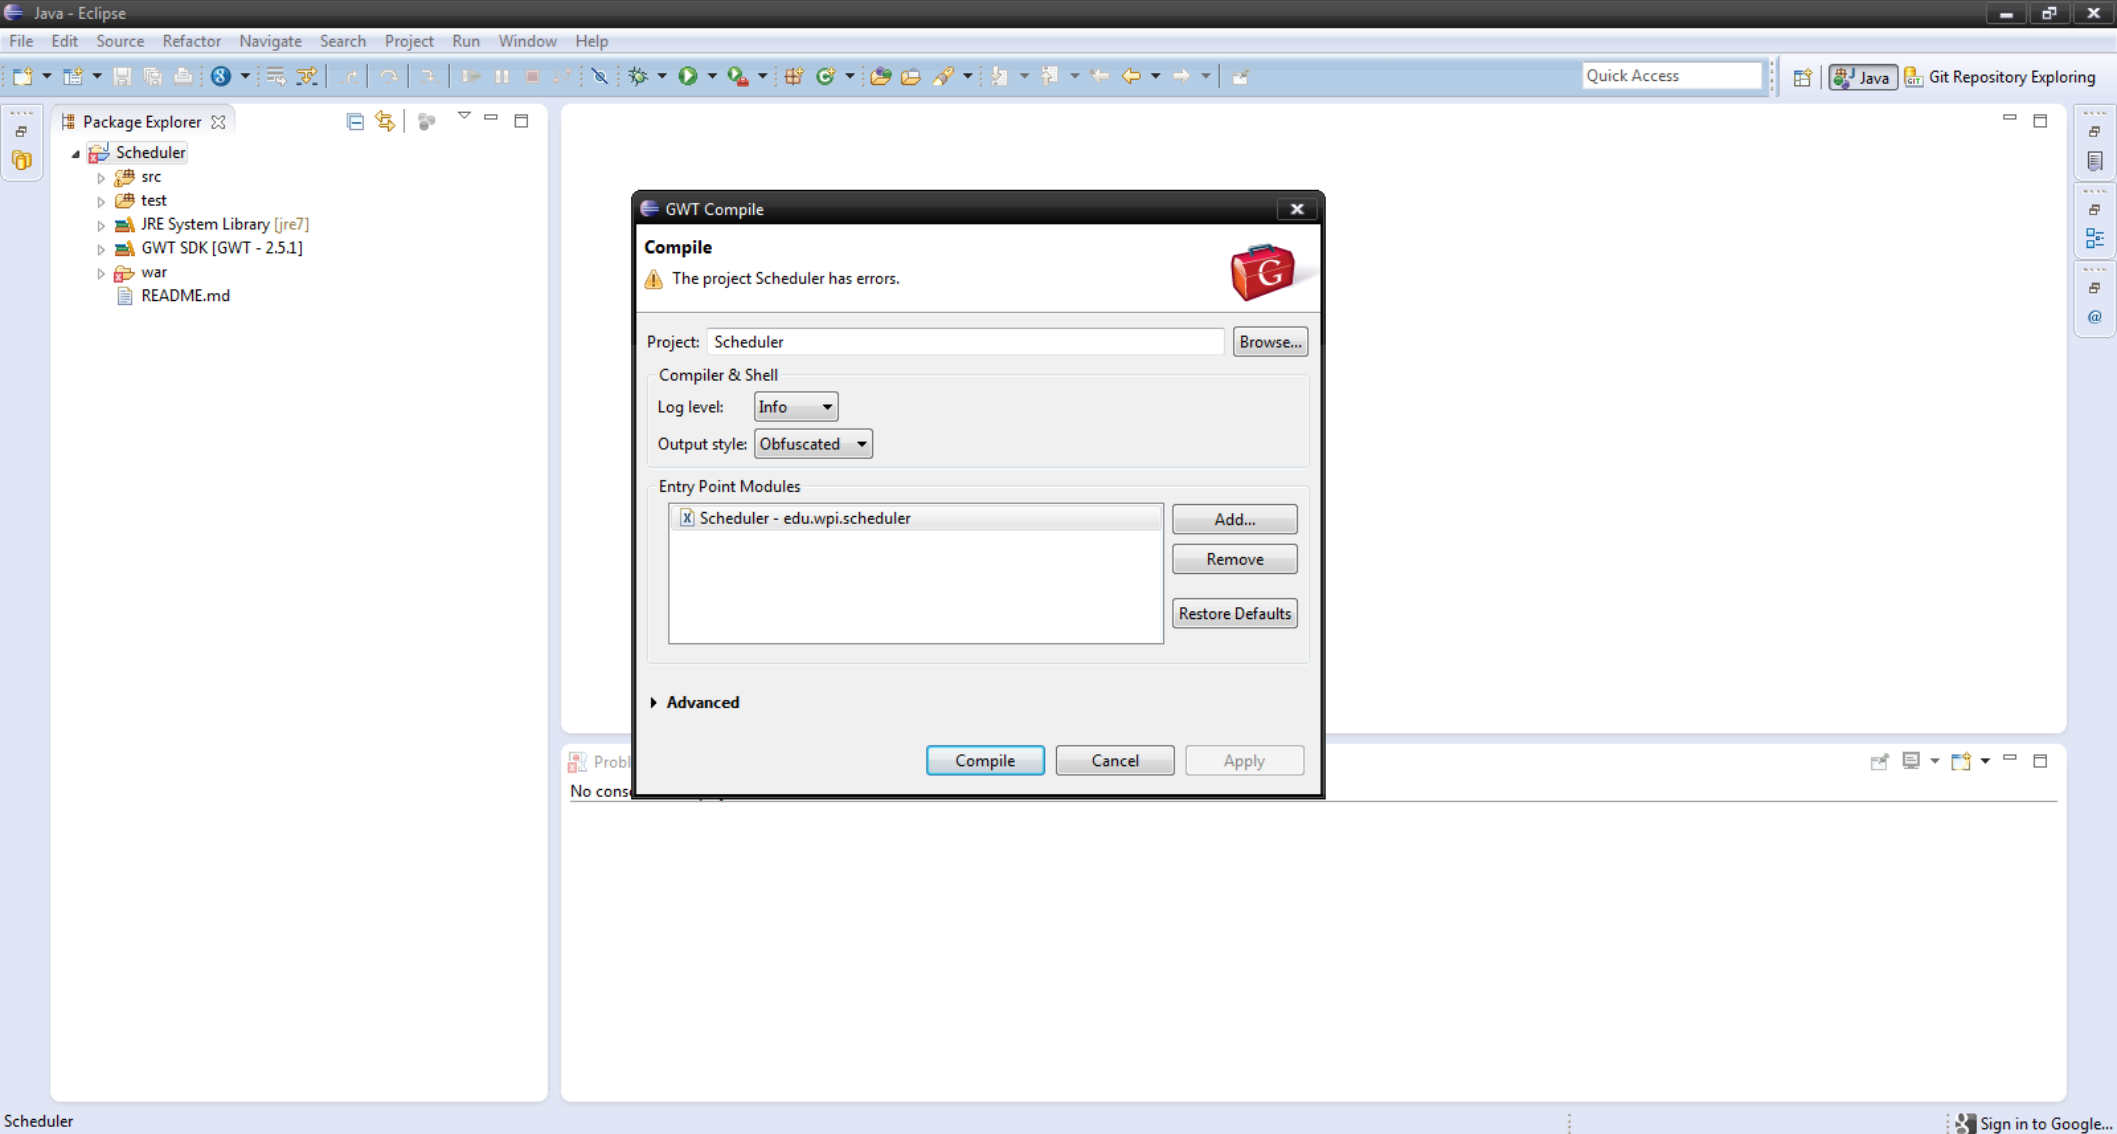 Java - Eclipse
File Edit Source Refactor Navigate Search Project Run Window Help
Quick Access
Java
Git Repository Exploring
Package Explorer
Scheduler
src
test
JRE System Library [jre7]
GWT SDK [GWT - 2.5.1]
war
README.md
GWT Compile
Compile
The project Scheduler has errors.
G
Project: Scheduler Browse...
Compiler & Shell
Log level: Info
Output style: Obfuscated
Entry Point Modules
Scheduler - edu.wpi.scheduler
Add...
Remove
Restore Defaults
Advanced
Compile Cancel Apply
Probl
No cons
Scheduler
Sign in to Google...